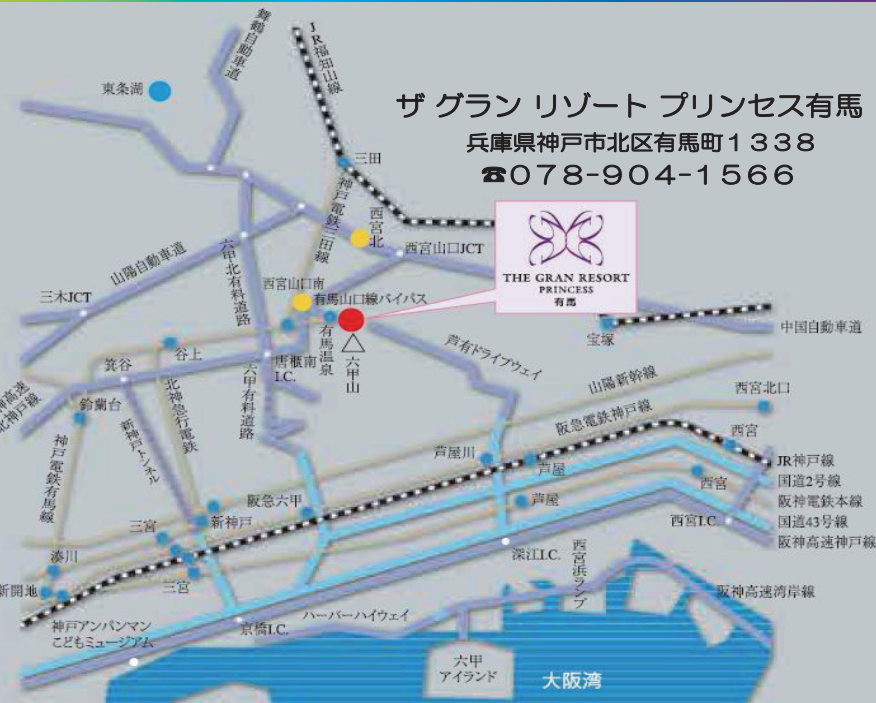 舞鶴自動車道
JR福知山線
東条湖
ザ グラン リゾート プリンセス有馬
兵庫県神戸市北区有馬町1338
☎078-904-1566
三田
神戸電鉄三田線
西宮北
西宮山口JCT
THE GRAN RESORT
PRINCESS
有馬
山陽自動車道
六甲北有料道路
三木JCT
西宮山口南
有馬山口線バイパス
有馬温泉
六甲山
唐櫃南
I.C.
宝塚
中国自動車道
芦有ドライブウェイ
谷上
箕谷
鈴蘭台
北神戸線
北神急行電鉄
六甲有料道路
新神戸トンネル
神戸電鉄有馬線
山陽新幹線
阪急電鉄神戸線
西宮北口
西宮
芦屋川
芦屋
JR神戸線
国道2号線
西宮
阪神電鉄本線
国道43号線
阪神高速神戸線
西宮I.C.
阪急六甲
芦屋
新神戸
三宮
三宮
湊川
新開地
深江I.C.
西宮浜ランプ
阪神高速湾岸線
ハーバーハイウェイ
京橋I.C.
神戸アンパンマン
こどもミュージアム
六甲
アイランド
大阪湾